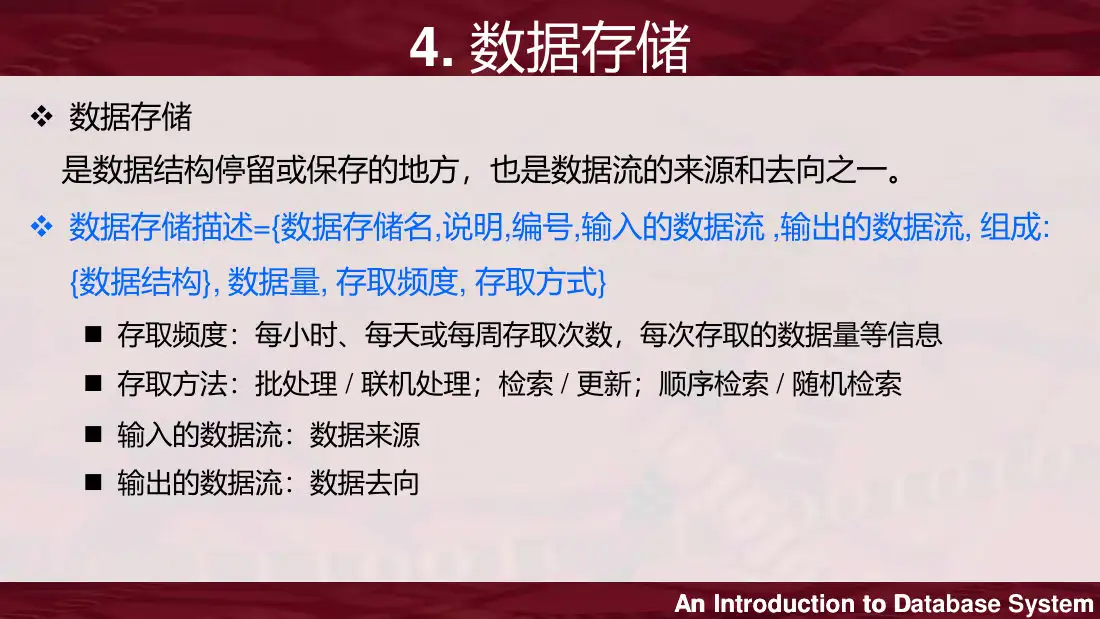 4. 数据存储
❖ 数据存储
是数据结构停留或保存的地方，也是数据流的来源和去向之一。
❖ 数据存储描述={数据存储名,说明,编号,输入的数据流 ,输出的数据流, 组成:
{数据结构}, 数据量, 存取频度, 存取方式}
■ 存取频度：每小时、每天或每周存取次数，每次存取的数据量等信息
■ 存取方法：批处理 / 联机处理；检索 / 更新；顺序检索 / 随机检索
■ 输入的数据流：数据来源
■ 输出的数据流：数据去向
An Introduction to Database System